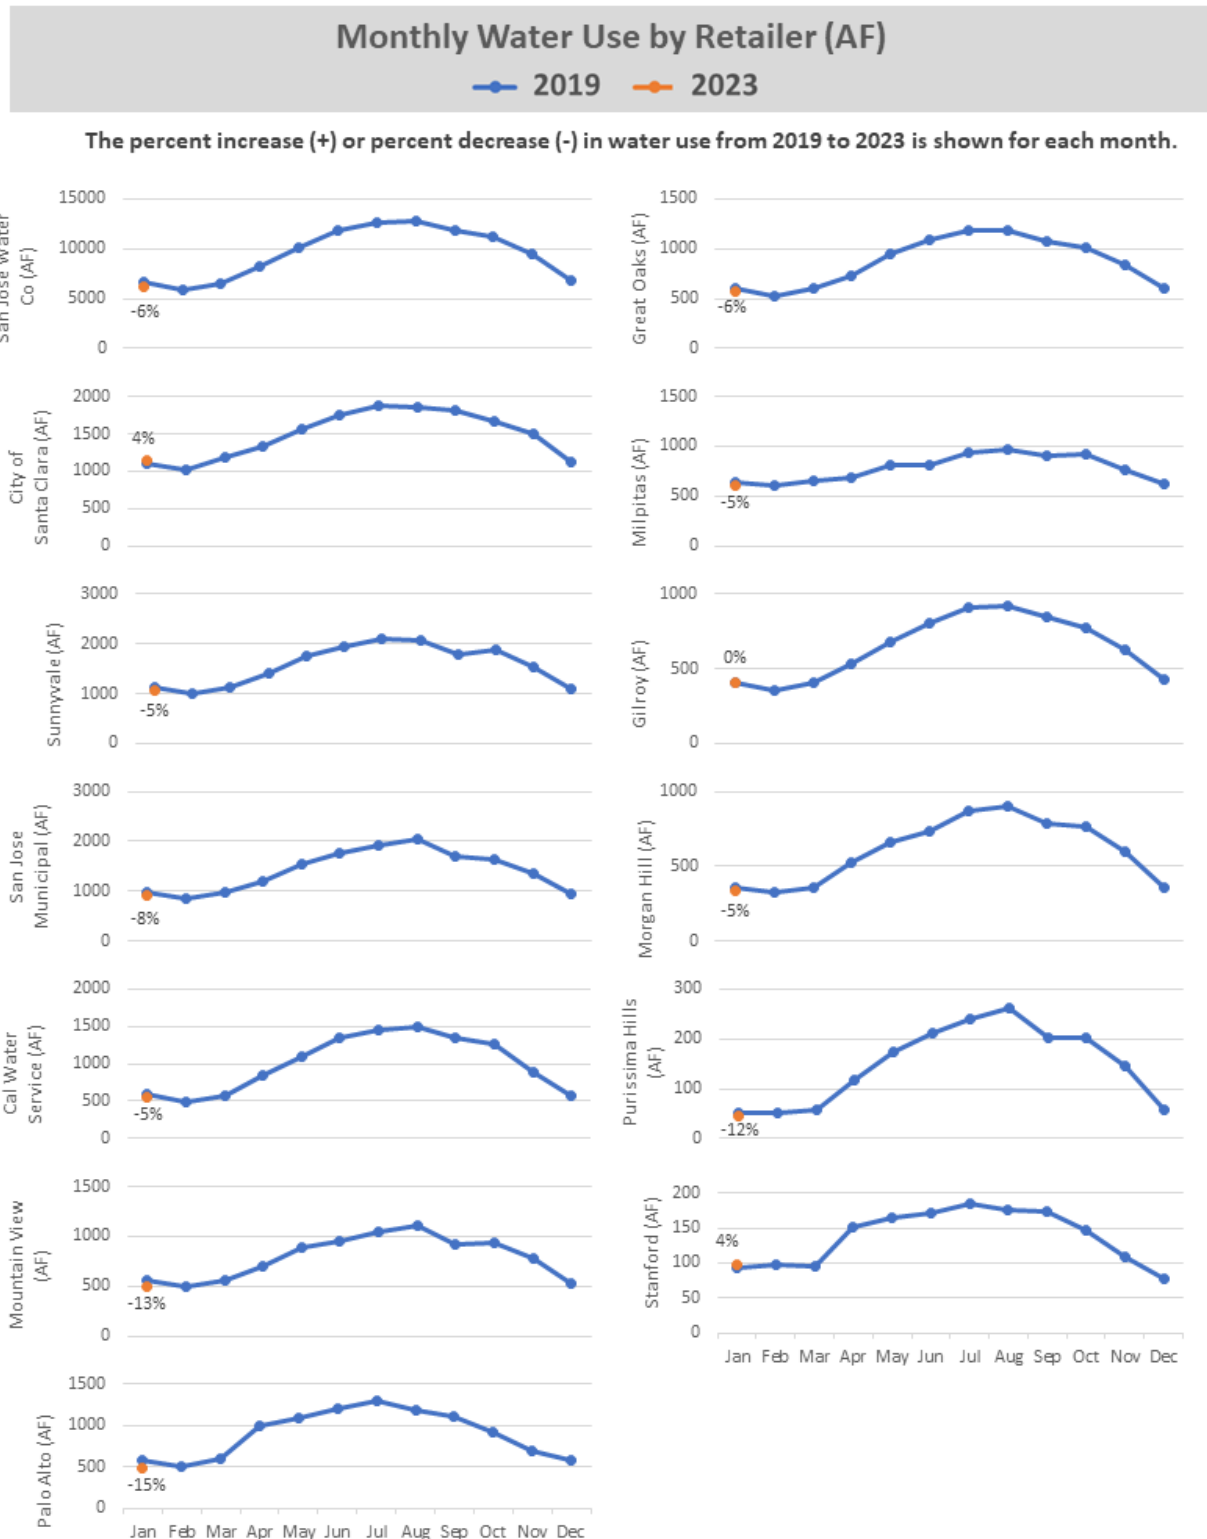 Monthly Water Use by Retailer (AF)
2019 2023
The percent increase (+) or percent decrease (-) in water use from 2019 to 2023 is shown for each month.
San Jose Water
Co (AF)
15000
10000
5000
0
-6%
Great Oaks (AF)
1500
1000
500
0
-6%
City of
Santa Clara (AF)
2000
1500
1000
500
0
4%
Milpitas (AF)
1500
1000
500
0
-5%
Sunnyvale (AF)
3000
2000
1000
0
-5%
Gilroy (AF)
1000
500
0
0%
San Jose
Municipal (AF)
3000
2000
1000
0
-8%
Morgan Hill (AF)
1000
500
0
-5%
Cal Water
Service (AF)
2000
1500
1000
500
0
-5%
Purissima Hills
(AF)
300
200
100
0
-12%
Mountain View
(AF)
1500
1000
500
0
-13%
Stanford (AF)
200
150
100
50
0
4%
Jan Feb Mar Apr May Jun Jul Aug Sep Oct Nov Dec
Palo Alto (AF)
1500
1000
500
0
-15%
Jan Feb Mar Apr May Jun Jul Aug Sep Oct Nov Dec